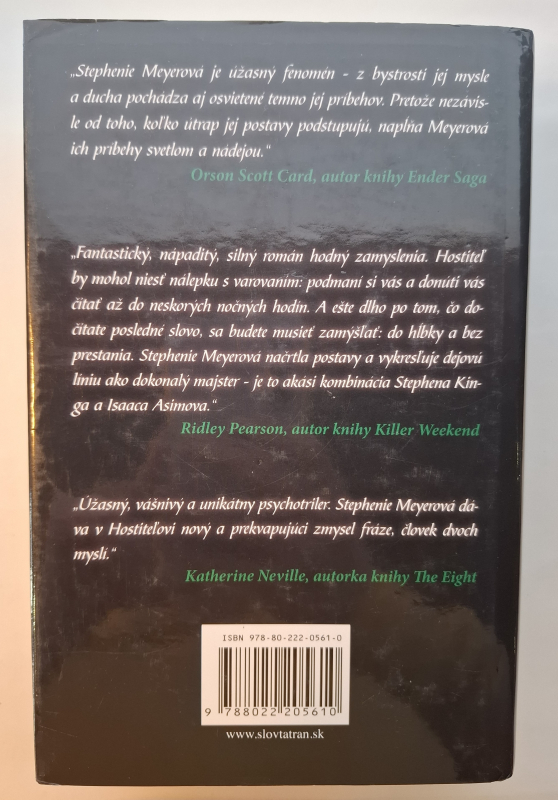 „Stephenie Meyerová je úžasný fenomén - z bystrosti jej mysle
a ducha pochádza aj osvietené temno jej príbehov. Pretože nezávis-
le od toho, koľko útrap jej postavy podstupujú, napĺňa Meyerová
ich príbehy svetlom a nádejou.“
Orson Scott Card, autor knihy Ender Saga
„Fantastický, nápaditý, silný román hodný zamyslenia. Hostiteľ
by mohol niesť nálepku s varovaním: podmaní si vás a donúti vás
čítať až do neskorých nočných hodín. A ešte dlho po tom, čo do-
čítate posledné slovo, sa budete musieť zamýšľať: do hĺbky a bez
prestania. Stephenie Meyerová načrtla postavy a vykresľuje dejovú
líniu ako dokonalý majster - je to akási kombinácia Stephena Kin-
ga a Isaaca Asimova.“
Ridley Pearson, autor knihy Killer Weekend
„Úžasný, vášnivý a unikátny psychotriler. Stephenie Meyerová dá-
va v Hostiteľovi nový a prekvapujúci zmysel fráze, človek dvoch
myslí.“
Katherine Neville, autorka knihy The Eight
ISBN 978-80-222-0561-0
9 788022 205610
www.slovtatran.sk